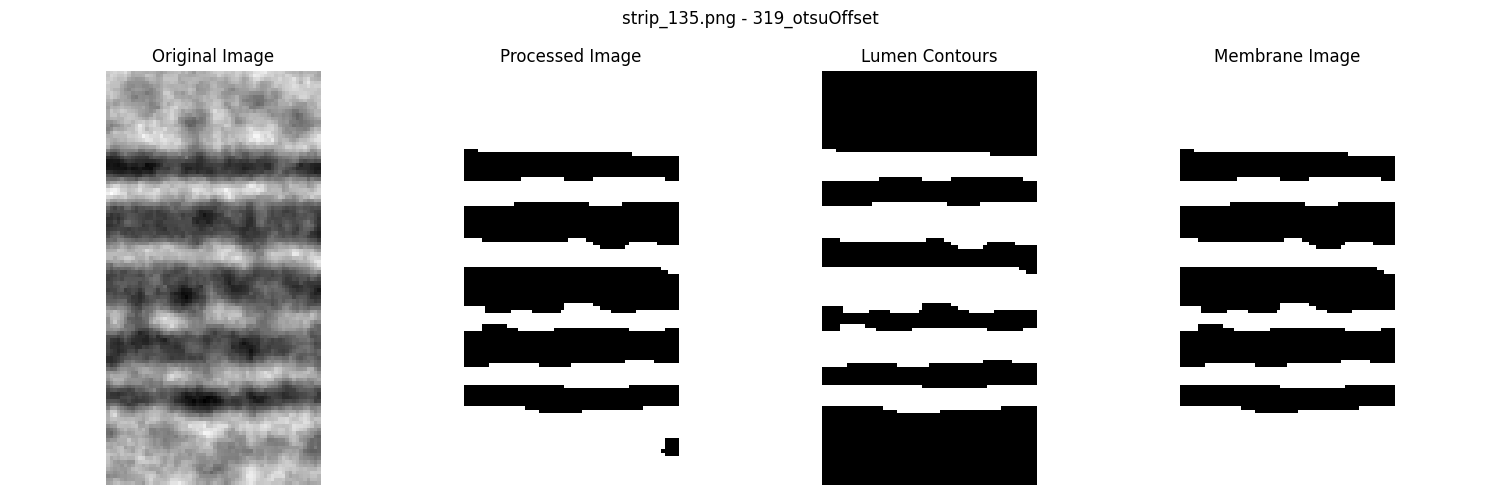 strip_135.png - 319_otsuOffset
Original Image
Processed Image
Lumen Contours
Membrane Image